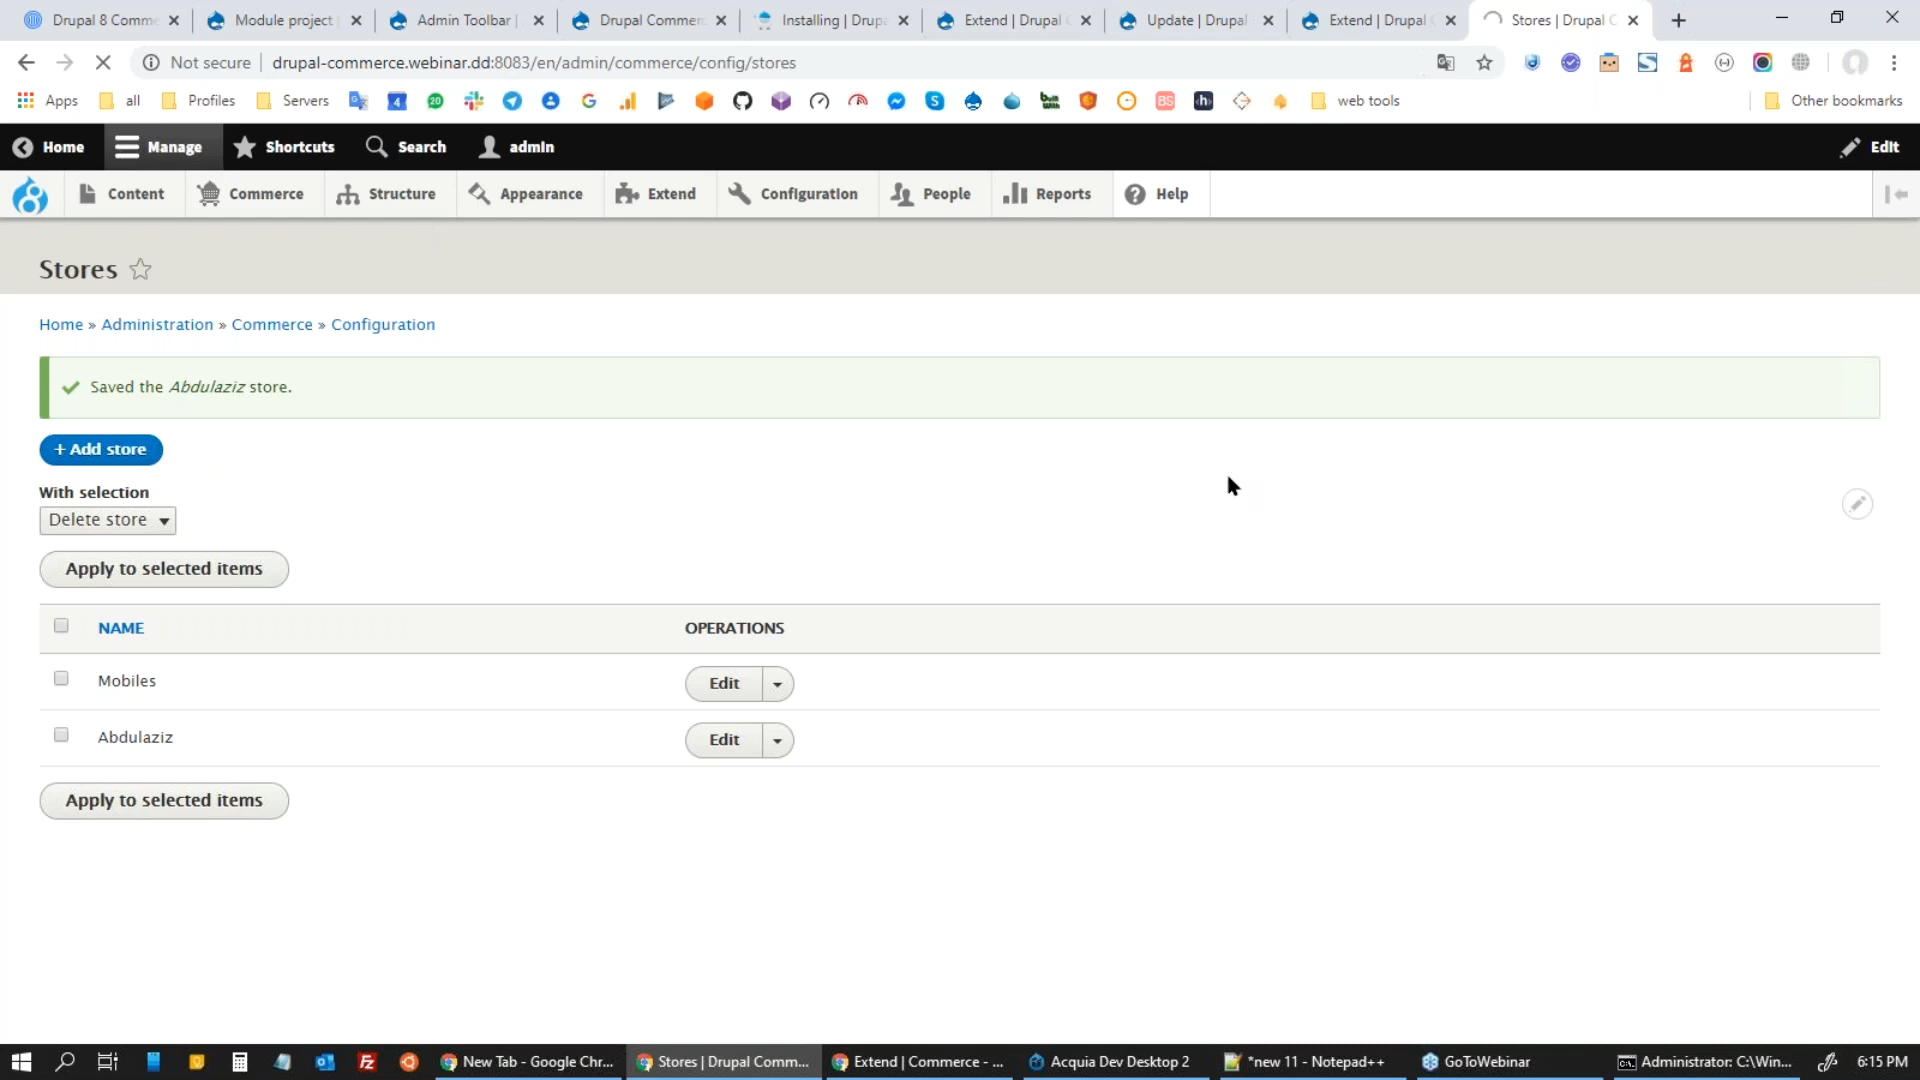 Drupal 8 Comme
Module project
Admin Toolbar |
Drupal Commer
Installing | Drupa
Extend | Drupal C
Update | Drupal
Extend | Drupal C
Stores | Drupal C
Not secure
drupal-commerce.webinar.dd:8083/en/admin/commerce/config/stores
Apps
all
Profiles
Servers
web tools
Other bookmarks
Home
Manage
Shortcuts
Search
admin
Edit
Content
Commerce
Structure
Appearance
Extend
Configuration
People
Reports
Help
Stores
Home » Administration » Commerce » Configuration
Saved the Abdulaziz store.
+ Add store
With selection
Delete store
Apply to selected items
NAME
OPERATIONS
Mobiles
Edit
Abdulaziz
Edit
Apply to selected items
New Tab - Google Chr...
Stores | Drupal Comm...
Extend | Commerce - ...
Acquia Dev Desktop 2
*new 11 - Notepad++
GoToWebinar
Administrator: C:\Win...
6:15 PM